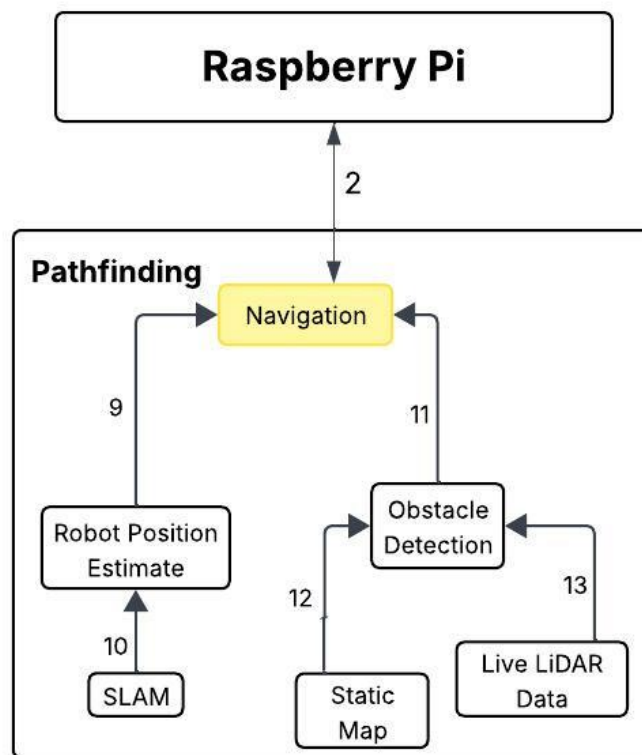 Raspberry Pi
2
Pathfinding
Navigation
9
11
Robot Position
Estimate
Obstacle
Detection
12
13
10
SLAM
Static
Map
Live LiDAR
Data